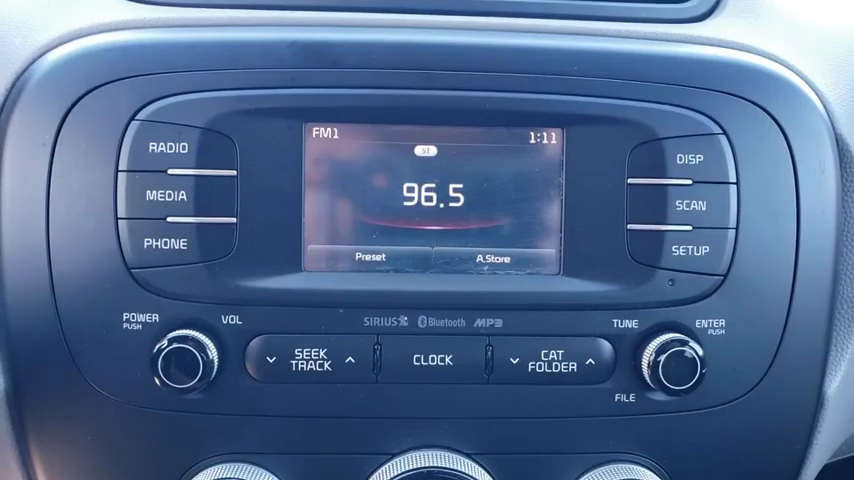 FM1 1:11
ST
96.5
Preset A.Store
RADIO
MEDIA
PHONE
DISP
SCAN
SETUP
POWER
PUSH
VOL
SIRIUS Bluetooth MP3
TUNE
ENTER
PUSH
SEEK
TRACK
CLOCK
CAT
FOLDER
FILE